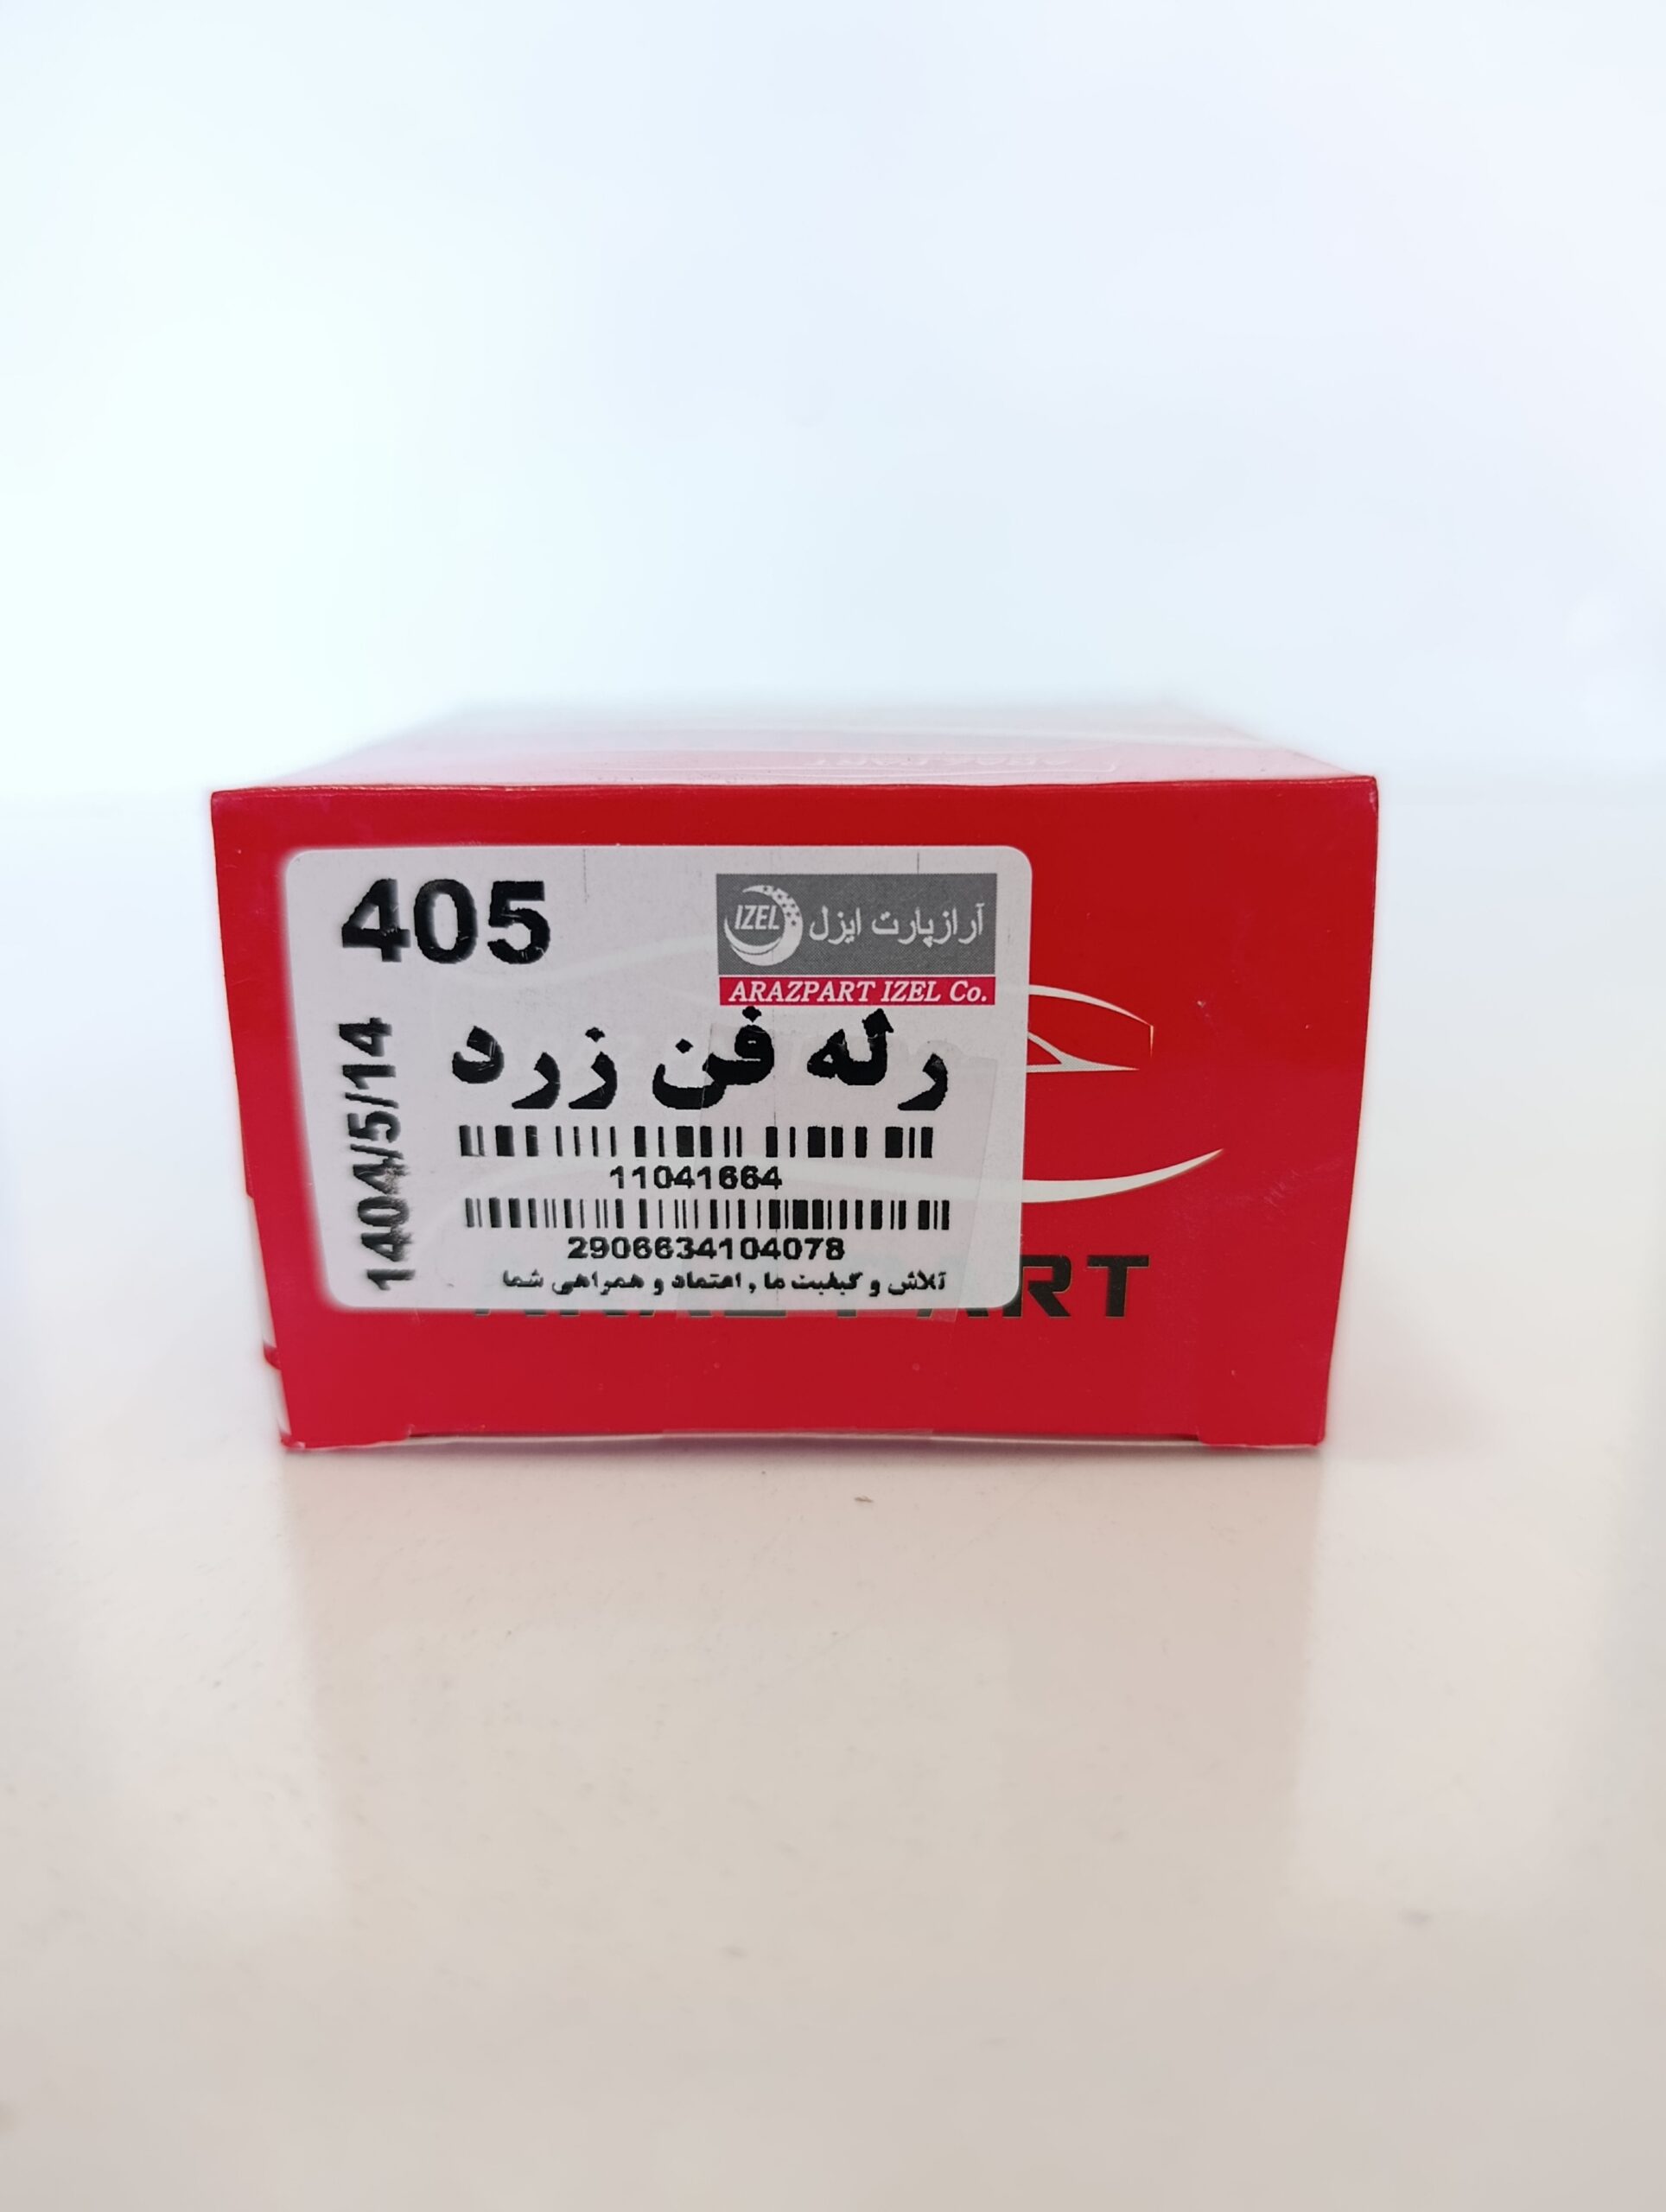 405
IZEL
آرازپارت ایزل
ARAZPART IZEL Co.
رله فن زرد
1404/5/14
11041664
2906634104078
تلاش و کیفیت ما , اعتماد و همراهی شما